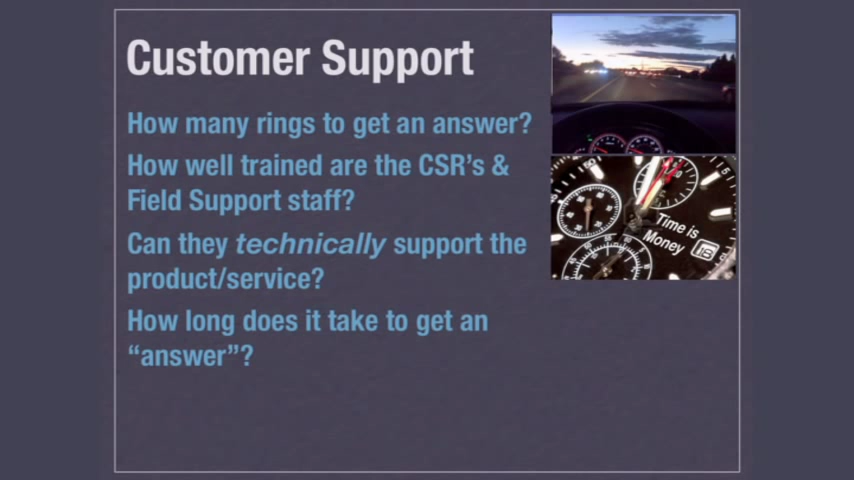 Customer Support
How many rings to get an answer?
How well trained are the CSR’s &
Field Support staff?
Can they technically support the
product/service?
How long does it take to get an
“answer”?
Time is
Money
18